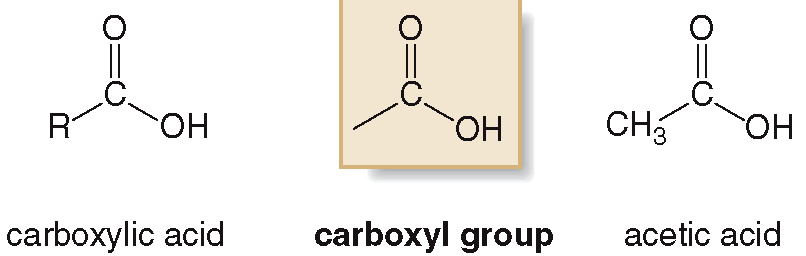 O O O
C C C
R OH OH CH3 OH
carboxylic acid carboxyl group acetic acid